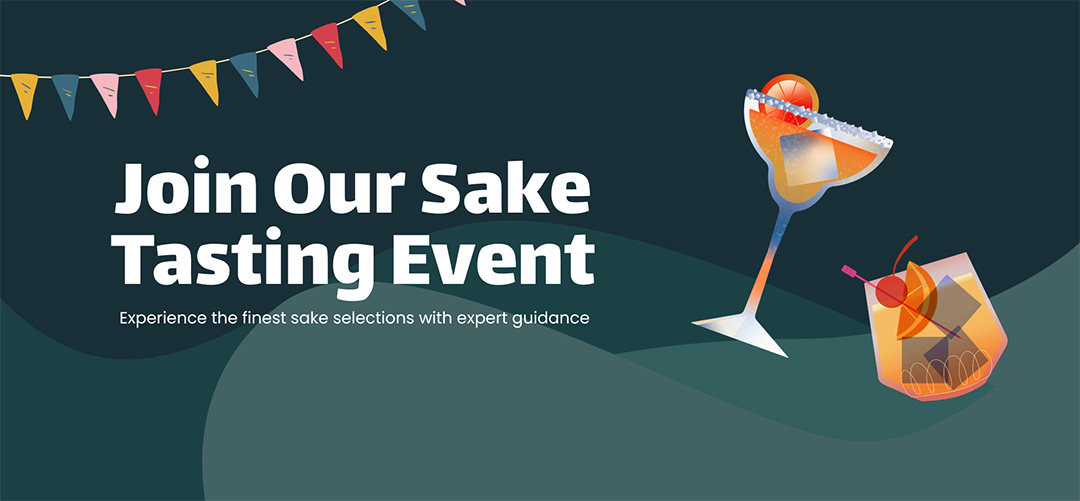 Join Our Sake
Tasting Event
Experience the finest sake selections with expert guidance